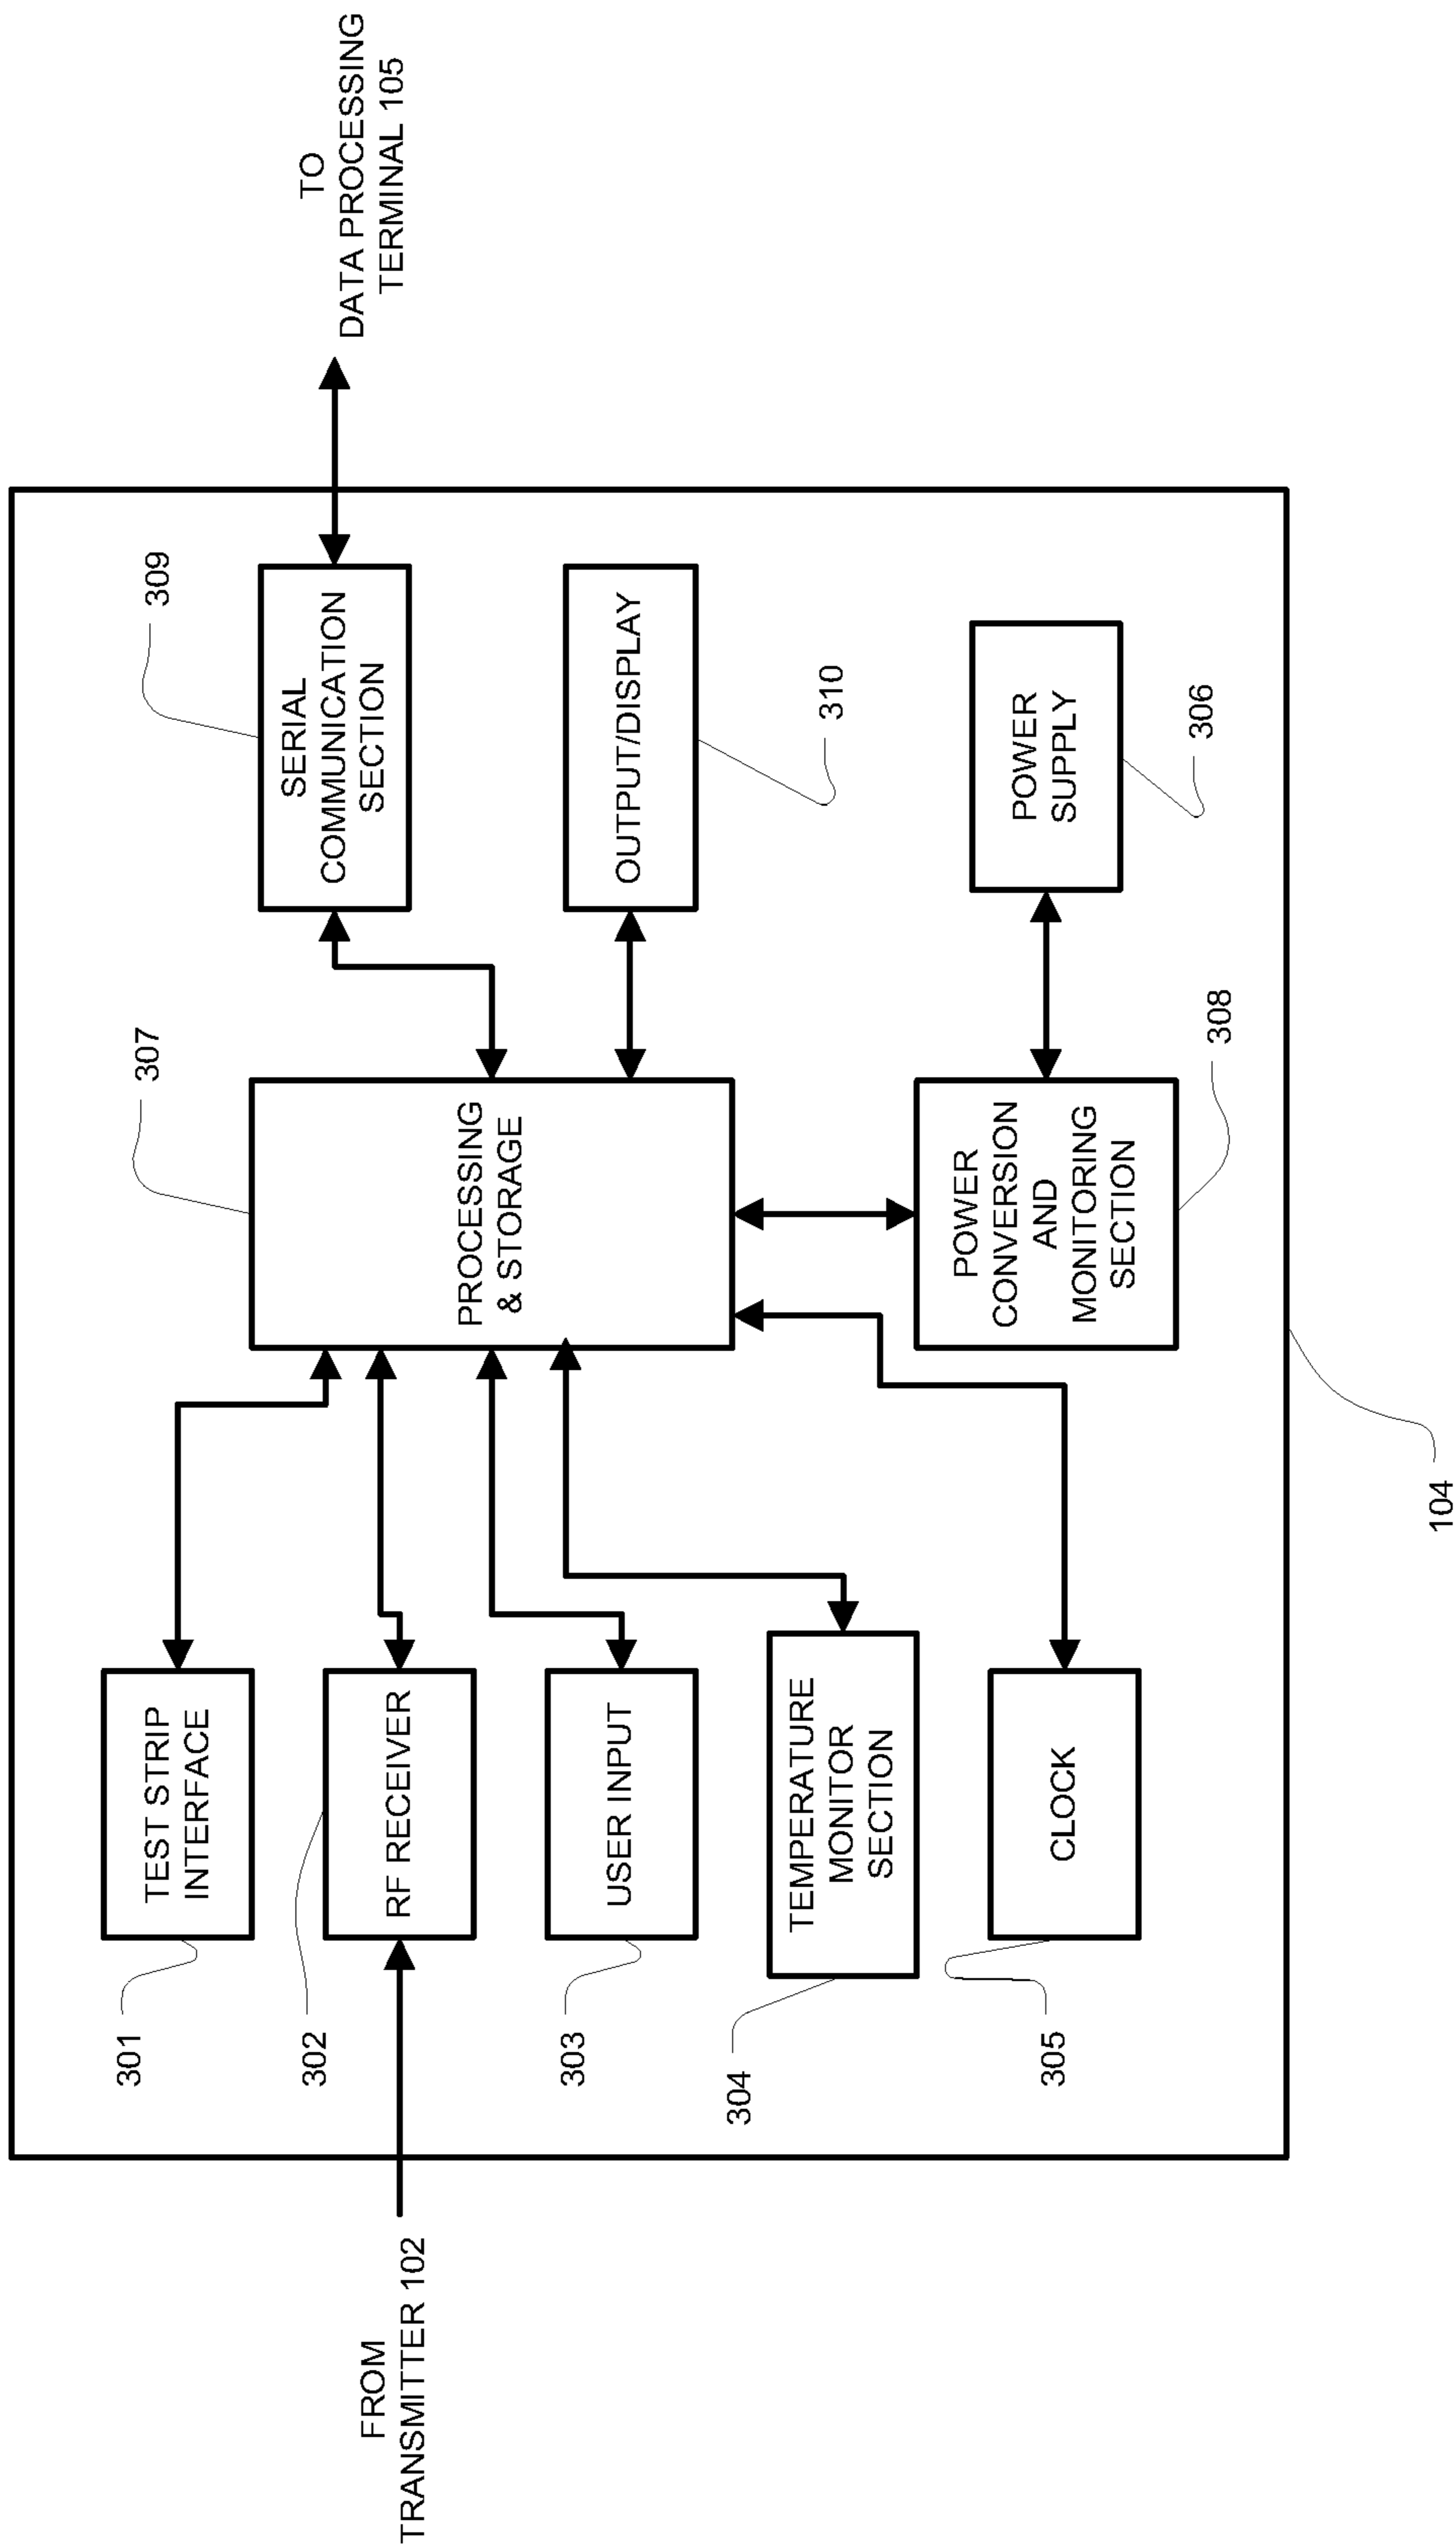 301
TEST STRIP
INTERFACE
307
309
SERIAL
COMMUNICATION
SECTION
TO
DATA PROCESSING
TERMINAL 105
302
RF RECEIVER
FROM
TRANSMITTER 102
PROCESSING
& STORAGE
303
USER INPUT
OUTPUT/DISPLAY
310
304
TEMPERATURE
MONITOR
SECTION
305
CLOCK
POWER
CONVERSION
AND
MONITORING
SECTION
308
POWER
SUPPLY
306
104